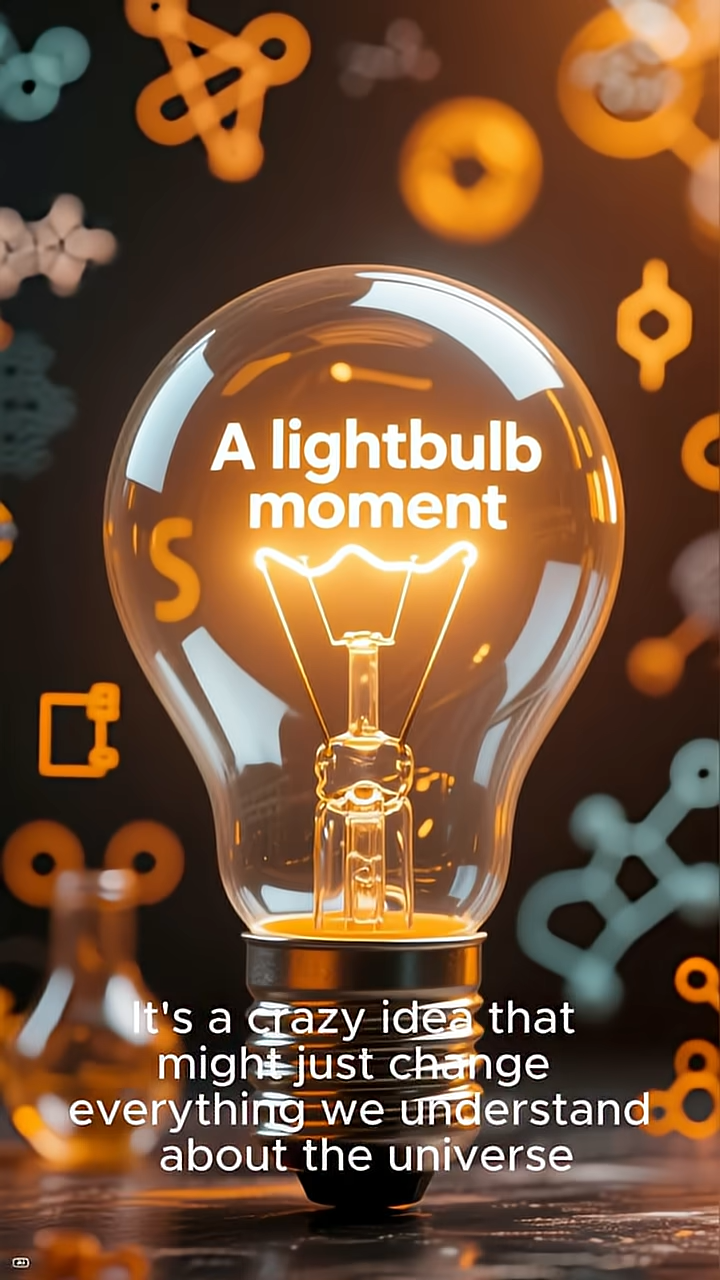 A lightbulb
moment
S
It's a crazy idea that
might just change
everything we understand
about the universe